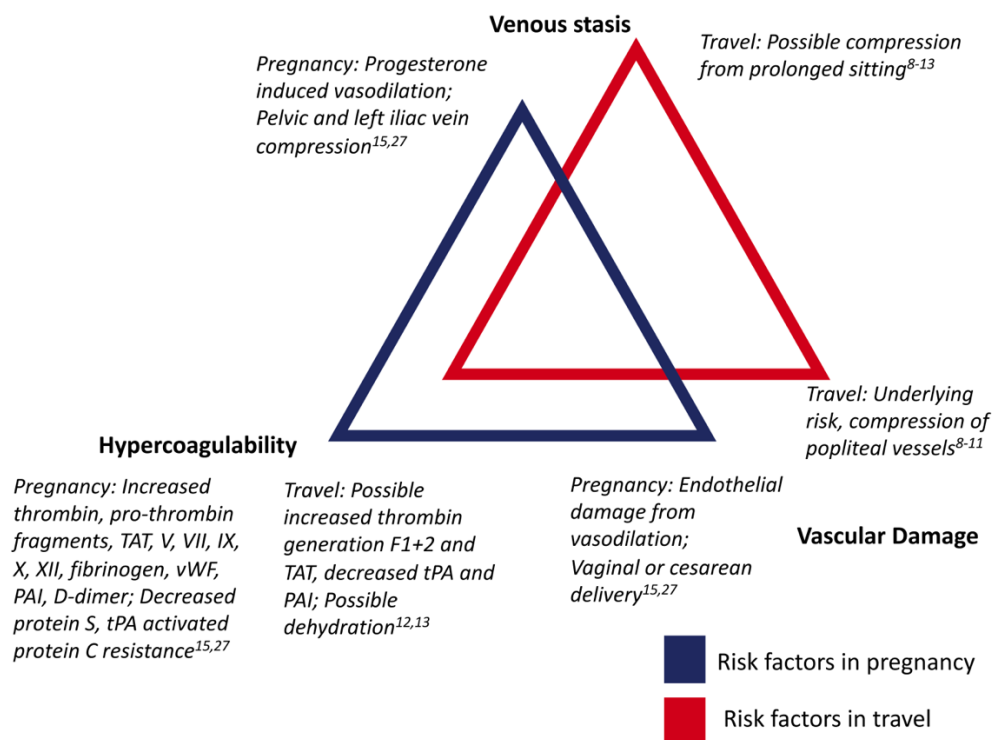 Venous stasis
Pregnancy: Progesterone
induced vasodilation;
Pelvic and left iliac vein
compression15,27
Travel: Possible compression
from prolonged sitting8-13
Travel: Underlying
risk, compression of
popliteal vessels8-11
Hypercoagulability
Pregnancy: Increased
thrombin, pro-thrombin
fragments, TAT, V, VII, IX,
X, XII, fibrinogen, vWF,
PAI, D-dimer; Decreased
protein S, tPA activated
protein C resistance15,27
Travel: Possible
increased thrombin
generation F1+2 and
TAT, decreased tPA and
PAI; Possible
dehydration12,13
Pregnancy: Endothelial
damage from
vasodilation;
Vaginal or cesarean
delivery15,27
Vascular Damage
Risk factors in pregnancy
Risk factors in travel